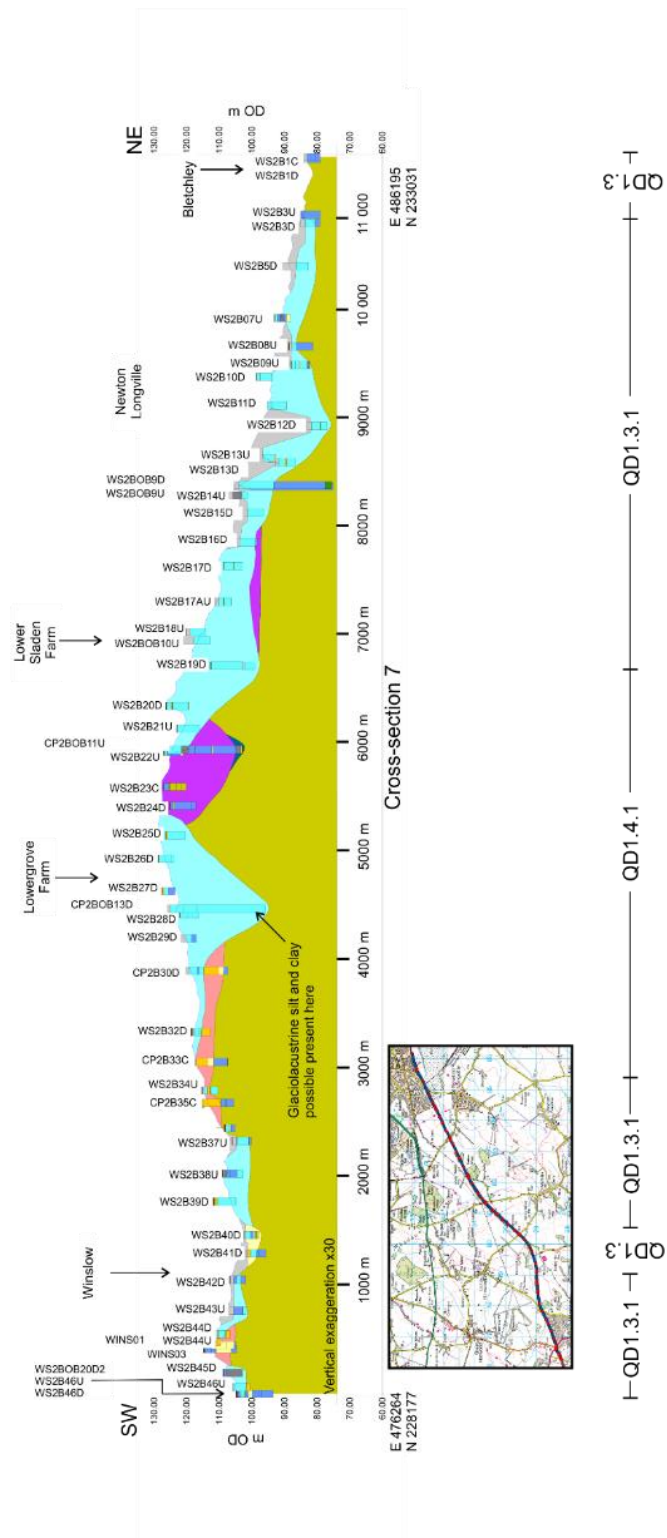 SW
NE
m OD
130.00
120.00
110.00
100.00
90.00
80.00
70.00
60.00
m OD
130.00
120.00
110.00
100.00
90.00
80.00
70.00
60.00
WS2BOB20D2
WS2B46U
WS2B46D
WS2B46U
WS2B45D
WINS03
WINS01
WS2B44U
WS2B44D
WS2B43U
WS2B42D
Winslow
WS2B41D
WS2B40D
WS2B39D
WS2B38U
WS2B37U
CP2B35C
WS2B34U
CP2B33C
WS2B32D
CP2B30D
WS2B29D
WS2B28D
CP2BOB13D
WS2B27D
Lowergrove
Farm
WS2B26D
WS2B25D
WS2B24D
WS2B23C
WS2B22U
CP2BOB11U
WS2B21U
WS2B20D
WS2B19D
Lower
Sladen
Farm
WS2BOB10U
WS2B18U
WS2B17AU
WS2B17D
WS2B16D
WS2B15D
WS2B14U
WS2BOB9U
WS2BOB9D
WS2B13D
WS2B13U
WS2B12D
WS2B11D
Newton
Longville
WS2B10D
WS2B09U
WS2B08U
WS2B07U
WS2B5D
WS2B3D
WS2B3U
Bletchley
WS2B1D
WS2B1C
Glaciolacustrine silt and clay
possible present here
Vertical exaggeration x30
1000 m
2000 m
3000 m
4000 m
5000 m
6000 m
7000 m
8000 m
9000 m
10 000
11 000
E 476264
N 228177
E 486195
N 233031
Cross-section 7
QD1.3.1
QD1.3
QD1.3.1
QD1.4.1
QD1.3.1
QD1.3